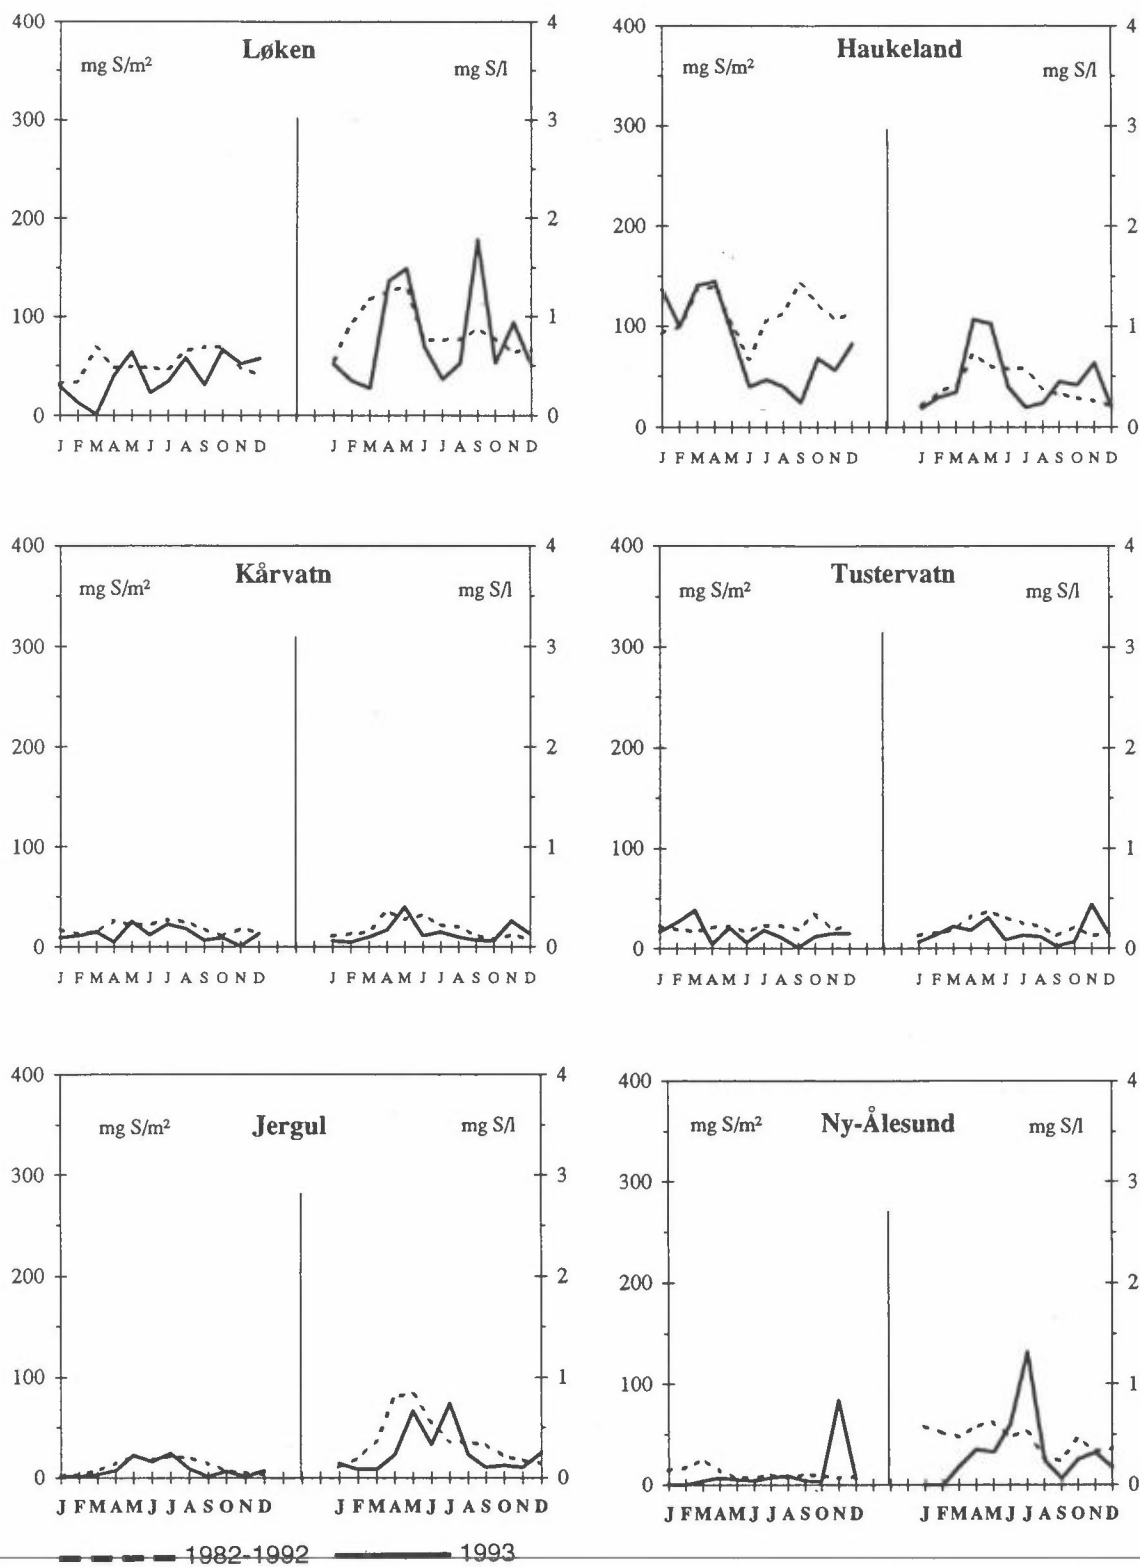 400
300
200
100
0
mg S/m²
Løken
mg S/l
4
3
2
1
0
J F M A M J J A S O N D
J F M A M J J A S O N D
400
300
200
100
0
mg S/m²
Haukeland
mg S/l
4
3
2
1
0
J F M A M J J A S O N D
J F M A M J J A S O N D
400
300
200
100
0
mg S/m²
Kårvatn
mg S/l
4
3
2
1
0
J F M A M J J A S O N D
J F M A M J J A S O N D
400
300
200
100
0
mg S/m²
Tustervatn
mg S/l
4
3
2
1
0
J F M A M J J A S O N D
J F M A M J J A S O N D
400
300
200
100
0
mg S/m²
Jergul
mg S/l
4
3
2
1
0
J F M A M J J A S O N D
J F M A M J J A S O N D
400
300
200
100
0
mg S/m²
Ny-Ålesund
mg S/l
4
3
2
1
0
J F M A M J J A S O N D
J F M A M J J A S O N D
1982-1992
1993